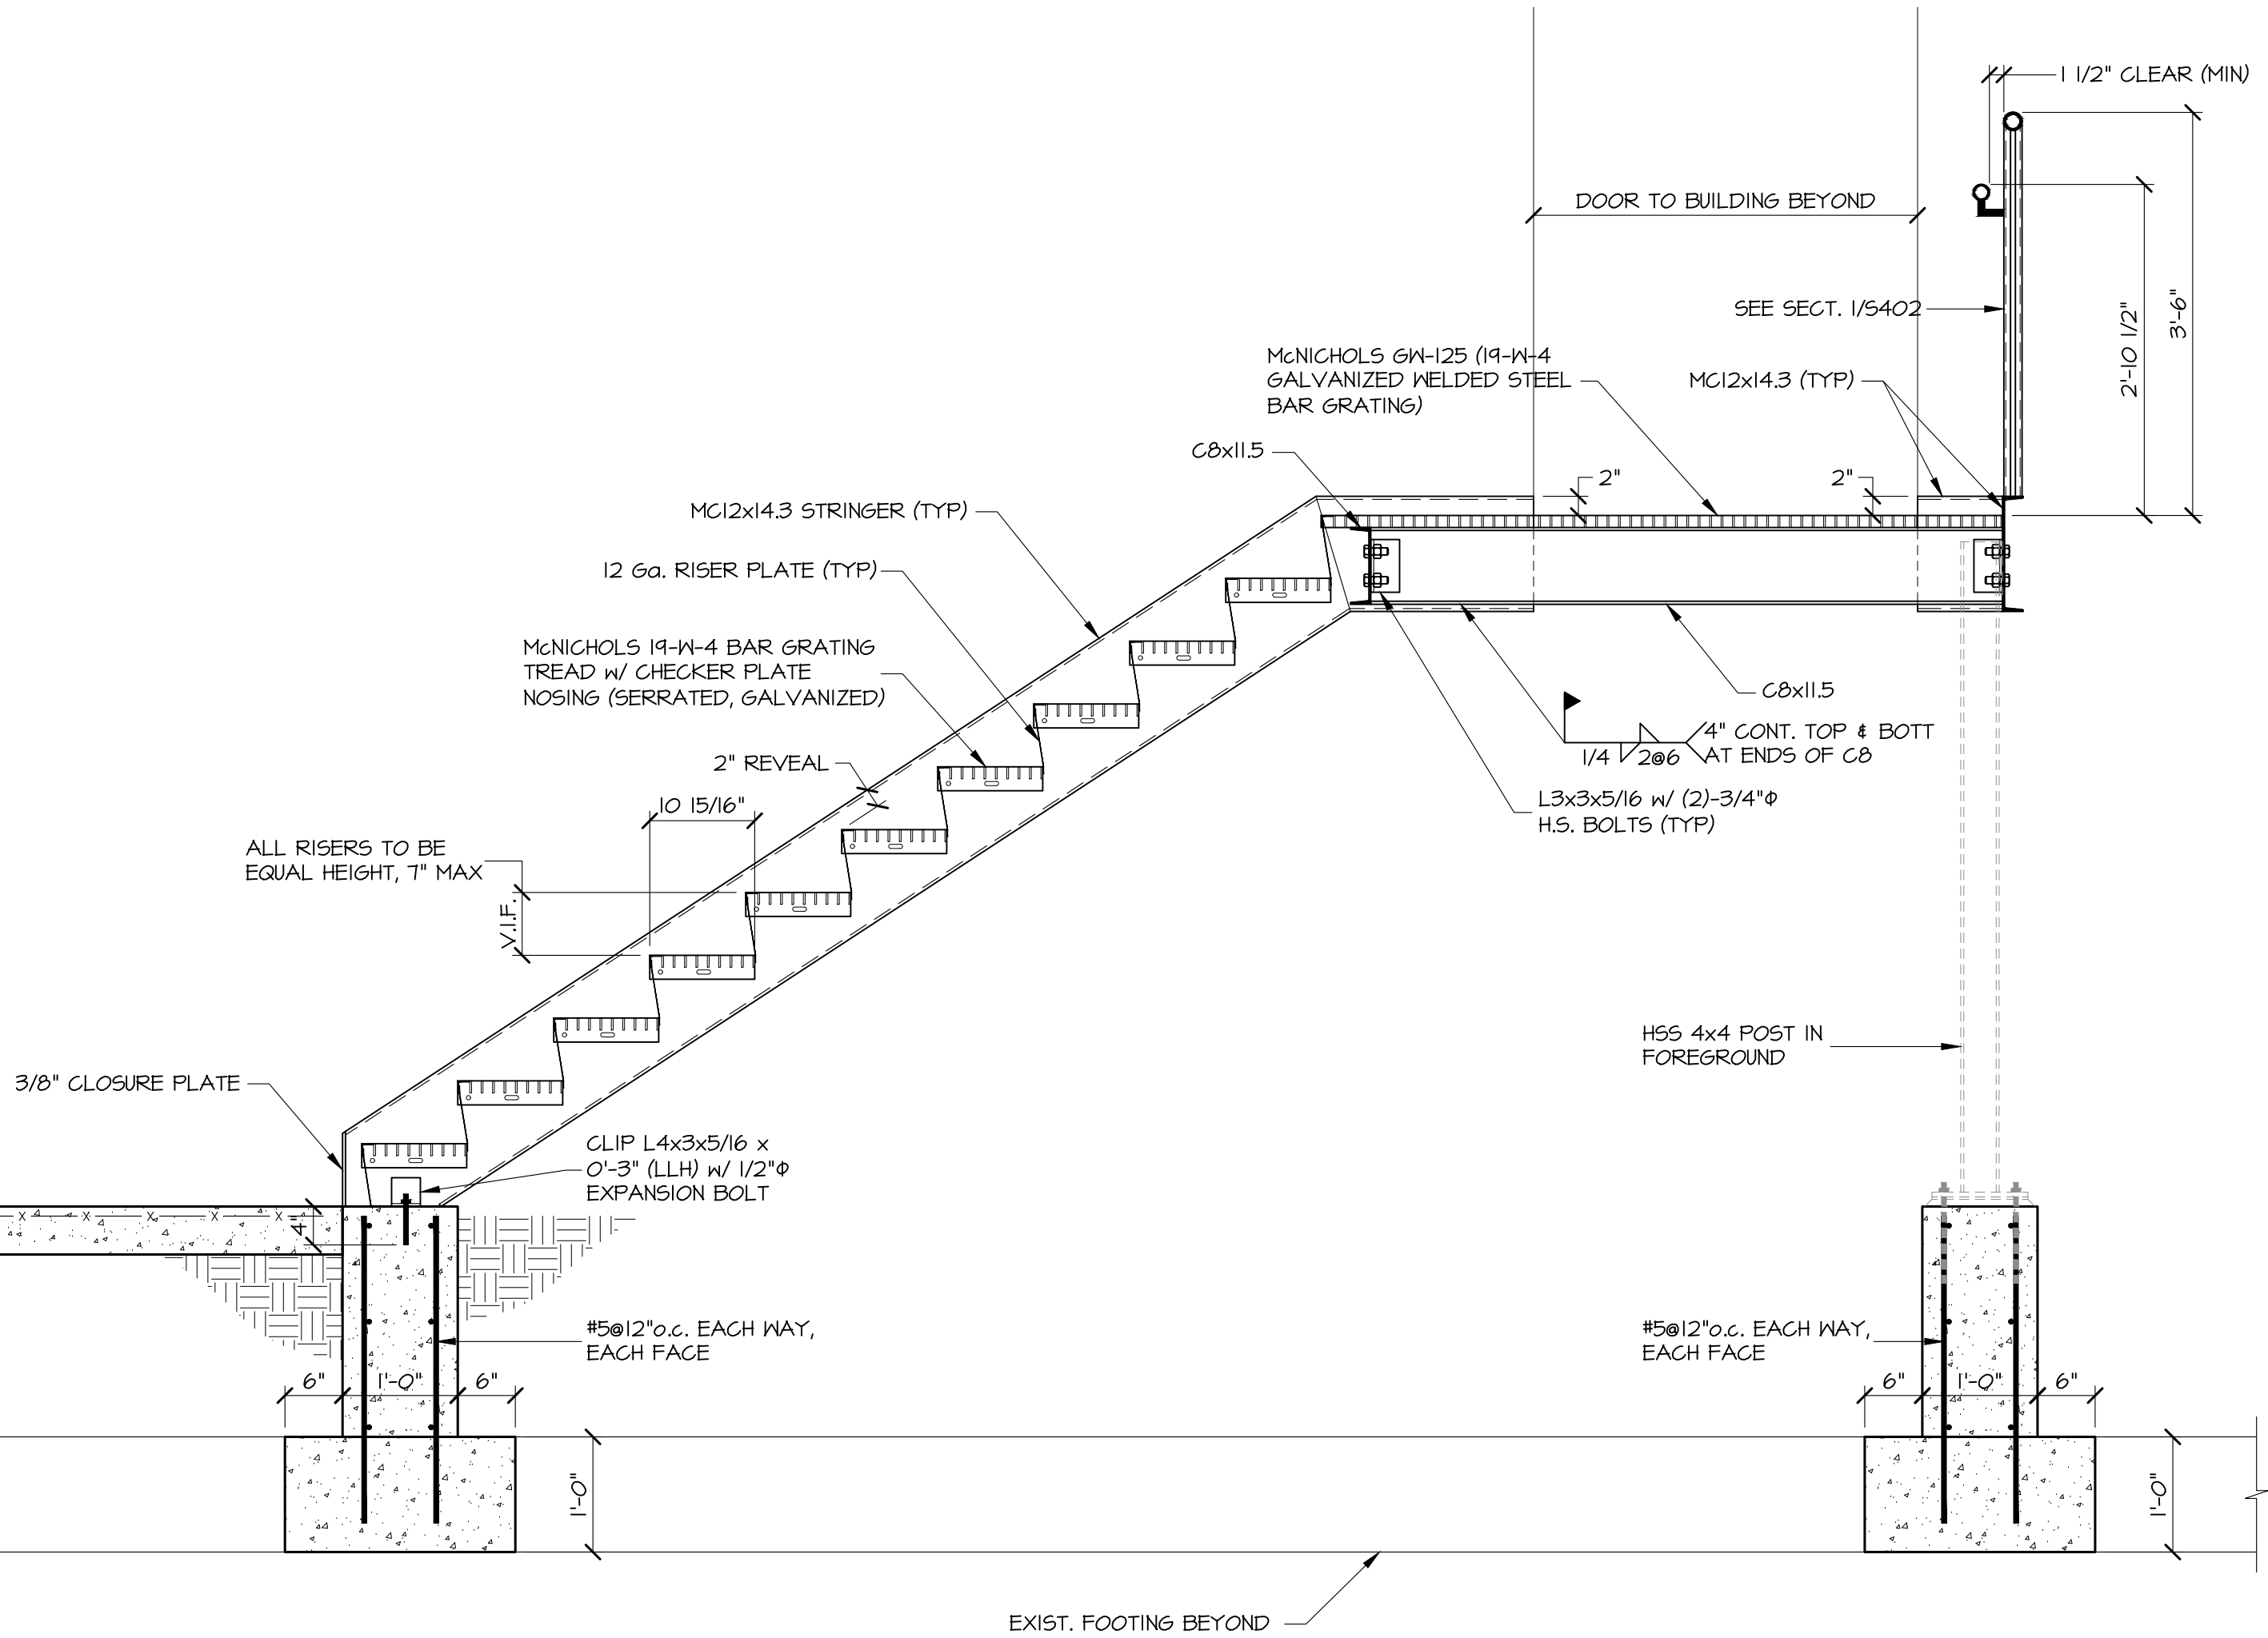 1 1/2" CLEAR (MIN)
DOOR TO BUILDING BEYOND
SEE SECT. 1/S402
2'-10 1/2"
3'-6"
McNICHOLS GW-125 (19-W-4
GALVANIZED WELDED STEEL
BAR GRATING)
MC12x14.3 (TYP)
C8x11.5
2"
2"
MC12x14.3 STRINGER (TYP)
12 Ga. RISER PLATE (TYP)
McNICHOLS 19-W-4 BAR GRATING
TREAD w/ CHECKER PLATE
NOSING (SERRATED, GALVANIZED)
C8x11.5
4" CONT. TOP & BOTT
AT ENDS OF C8
1/4
2@6
2" REVEAL
10 15/16"
L3x3x5/16 w/ (2)-3/4"Φ
H.S. BOLTS (TYP)
ALL RISERS TO BE
EQUAL HEIGHT, 7" MAX
V.I.F.
HSS 4x4 POST IN
FOREGROUND
3/8" CLOSURE PLATE
CLIP L4x3x5/16 x
0'-3" (LLH) w/ 1/2"Φ
EXPANSION BOLT
4"
X X X X X
#5@12"o.c. EACH WAY,
EACH FACE
#5@12"o.c. EACH WAY,
EACH FACE
6" 1'-0" 6"
6" 1'-0" 6"
1'-0"
1'-0"
EXIST. FOOTING BEYOND